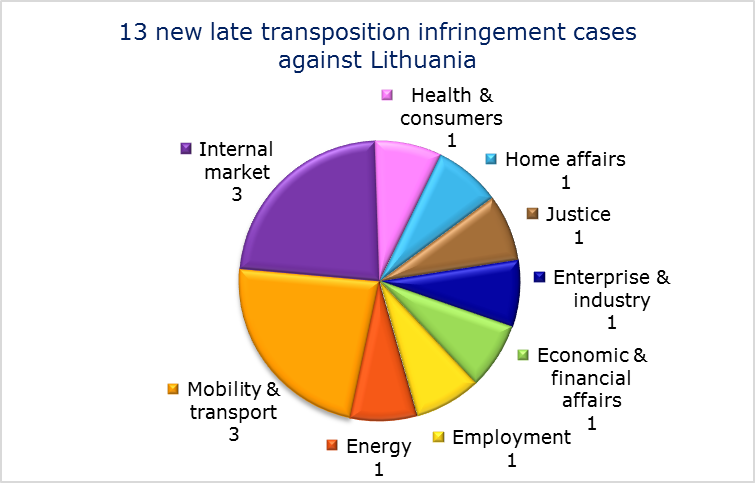 13 new late transposition infringement cases
against Lithuania
Health &
consumers
1
Home affairs
1
Justice
1
Enterprise &
industry
1
Economic &
financial
affairs
1
Employment
1
Energy
1
Mobility &
transport
3
Internal
market
3